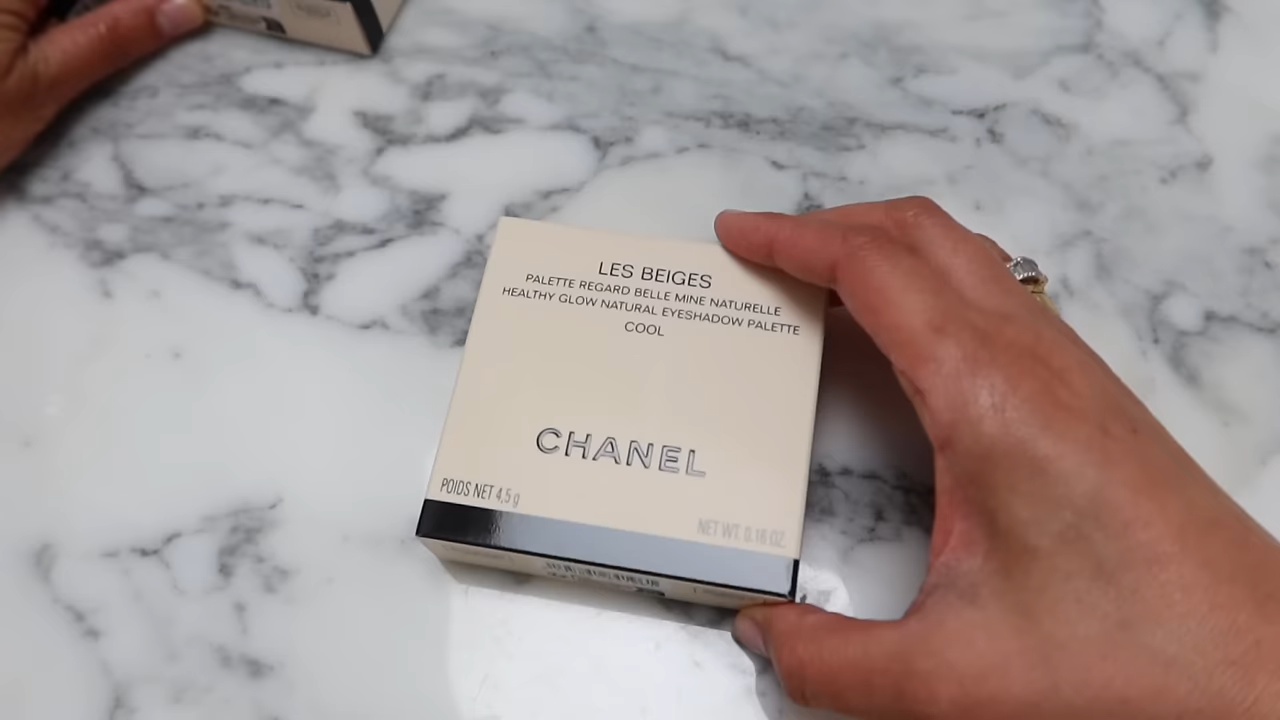 LES BEIGES
PALETTE REGARD BELLE MINE NATURELLE
HEALTHY GLOW NATURAL EYESHADOW PALETTE
COOL
CHANEL
POIDS NET 4,5 g
NET WT. 0.16 OZ.